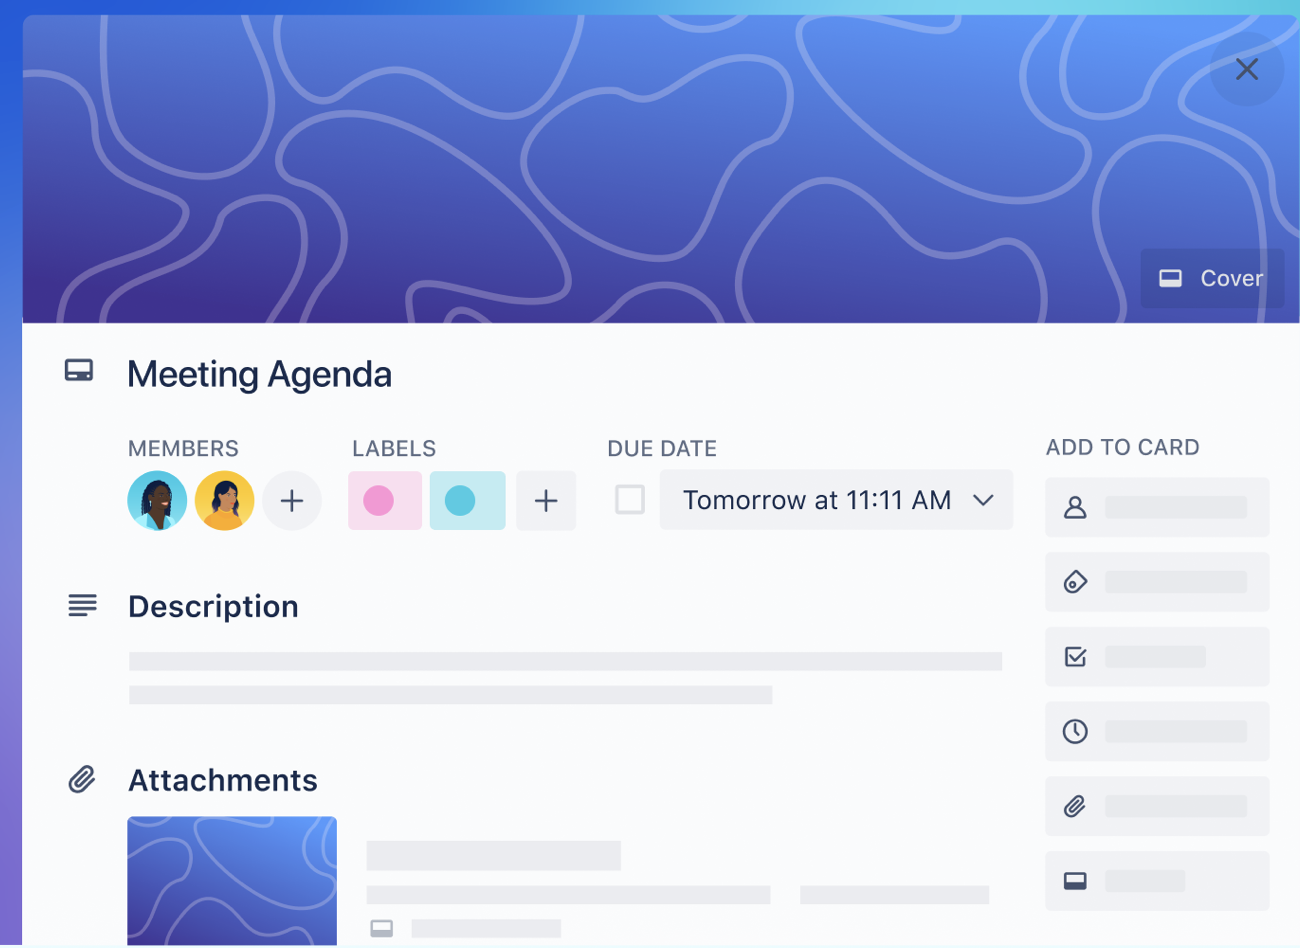 Cover
Meeting Agenda
MEMBERS
LABELS
DUE DATE
Tomorrow at 11:11 AM
ADD TO CARD
Description
Attachments